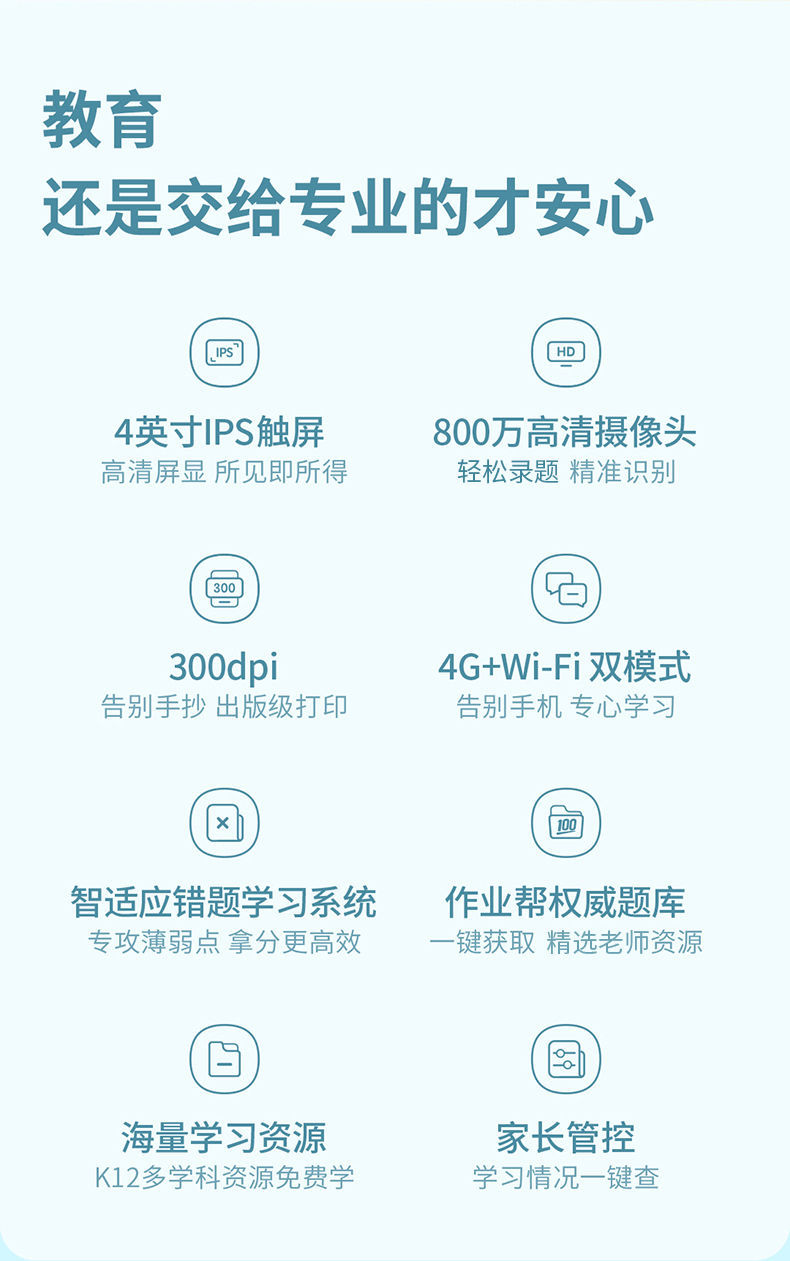 教育
还是交给专业的才安心
IPS
HD
4英寸IPS触屏
800万高清摄像头
高清屏显 所见即所得
轻松录题 精准识别
300
300dpi
4G+Wi-Fi 双模式
告别手抄 出版级打印
告别手机 专心学习
100
智适应错题学习系统
作业帮权威题库
专攻薄弱点 拿分更高效
一键获取 精选老师资源
海量学习资源
家长管控
K12多学科资源免费学
学习情况一键查